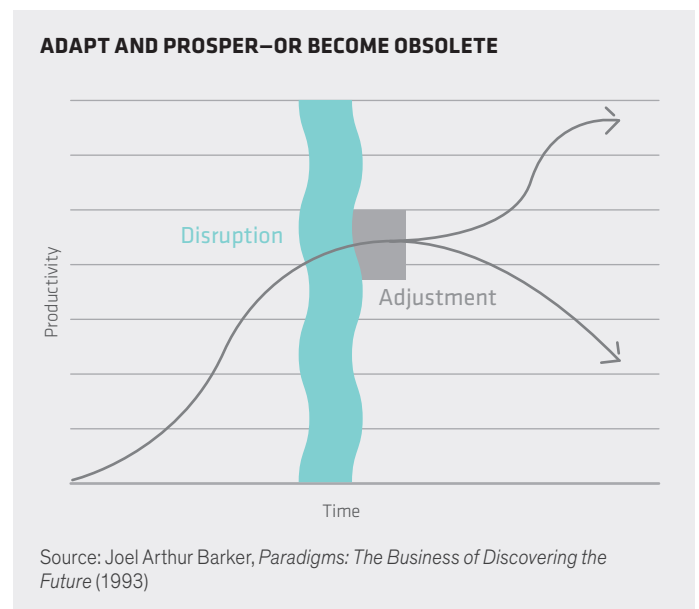 ADAPT AND PROSPER—OR BECOME OBSOLETE
Disruption
Productivity
Adjustment
Time
Source: Joel Arthur Barker, Paradigms: The Business of Discovering the
Future (1993)